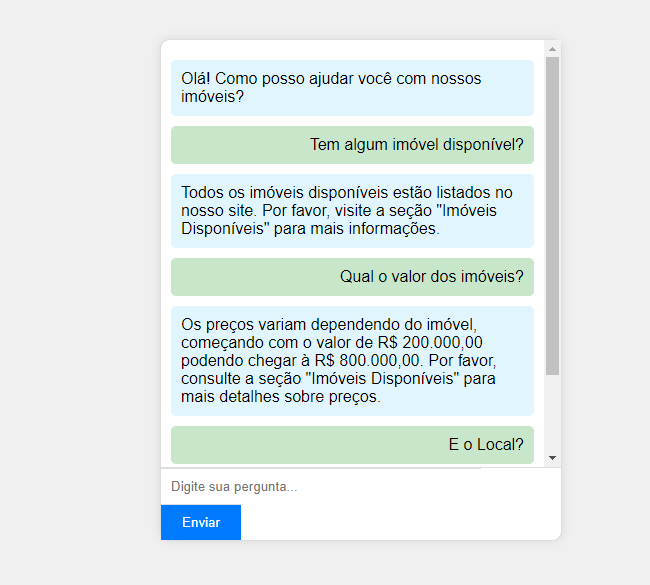 Olá! Como posso ajudar você com nossos
imóveis?
Tem algum imóvel disponível?
Todos os imóveis disponíveis estão listados no
nosso site. Por favor, visite a seção "Imóveis
Disponíveis" para mais informações.
Qual o valor dos imóveis?
Os preços variam dependendo do imóvel,
começando com o valor de R$ 200.000,00
podendo chegar à R$ 800.000,00. Por favor,
consulte a seção "Imóveis Disponíveis" para
mais detalhes sobre preços.
E o Local?
Digite sua pergunta...
Enviar